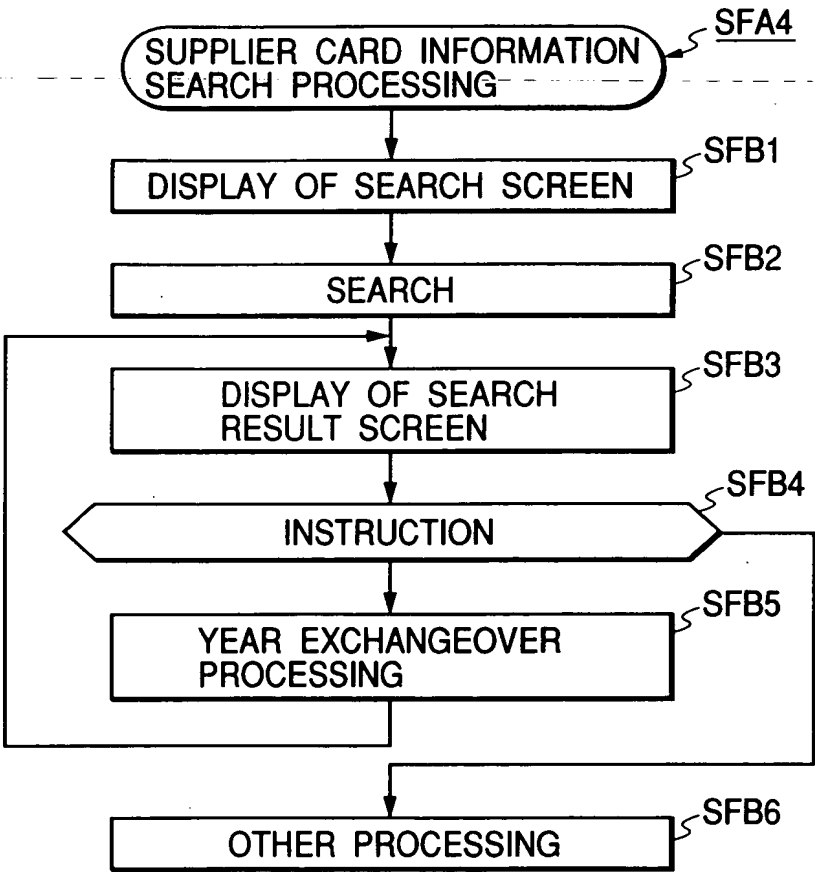 SFA4
SUPPLIER CARD INFORMATION
SEARCH PROCESSING
SFB1
DISPLAY OF SEARCH SCREEN
SFB2
SEARCH
SFB3
DISPLAY OF SEARCH
RESULT SCREEN
SFB4
INSTRUCTION
SFB5
YEAR EXCHANGEOVER
PROCESSING
SFB6
OTHER PROCESSING